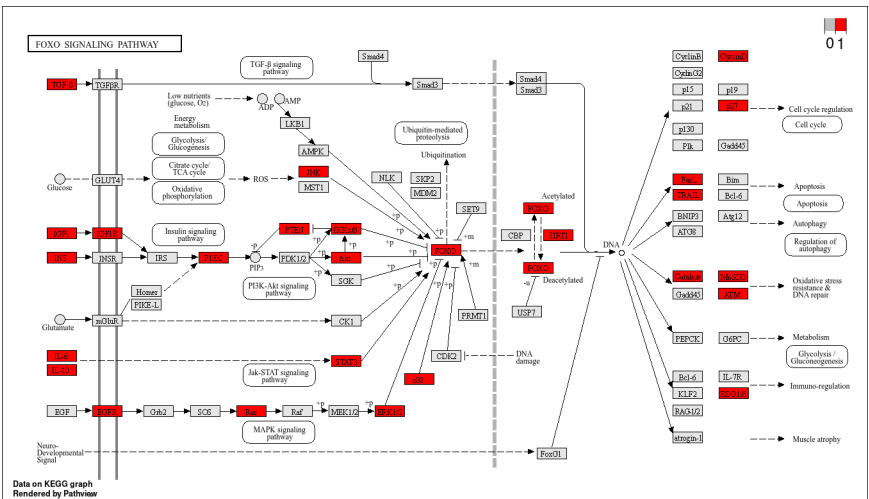 FOXO SIGNALING PATHWAY
0 1
TGF-β signaling
pathway
Smad4
TGF-β
TGFβR
Smad3
Smad4
Smad3
CyclinB
CyclinD
CyclinG2
p15
p19
p21
p27
Cell cycle regulation
Cell cycle
p130
Plk
Gadd45
Low nutrients
(glucose, O2)
ADP
AMP
LKB1
AMPK
Energy
metabolism
Glycolysis/
Glucogenesis
Citrate cycle/
TCA cycle
Oxidative
phosphorylation
Ubiquitin-mediated
proteolysis
Ubiquitination
Glucose
GLUT4
ROS
JNK
MST1
NLK
SKP2
MDM2
SET9
FasL
Bim
TRAIL
Bcl-6
Apoptosis
Apoptosis
BNIP3
Atg12
ATG8
Autophagy
Regulation of
autophagy
Acetylated
FOXO
CBP
SIRT1
FOXO
Deacetylated
USP7
-u
DNA
IGF1
IGF1R
INS
INSR
IRS
Insulin signaling
pathway
PI3K
PIP3
-p
PTEN
PDK1/2
Akt
SGK
PI3K-Akt signaling
pathway
+p
+p
+p
+p
+p
+p
+p
+p
+p
+p
+p
+p
+m
+m
FOXO
PRMT1
Homer
PIKE-L
Glutamate
mGluR
CK1
CDK2
DNA
damage
Catalase
MnSOD
Gadd45
ATM
Oxidative stress
resistance &
DNA repair
PEPCK
G6PC
Metabolism
Glycolysis /
Gluconeogenesis
IL-6
IL-10
STAT3
Jak-STAT signaling
pathway
p38
Bcl-6
IL-7R
KLF2
RAG-1/2
Immuno-regulation
EGF
EGFR
Grb2
SOS
Ras
Raf
+p
MEK1/2
+p
ERK1/2
MAPK signaling
pathway
atrogin-1
Muscle atrophy
Neuro-
Developmental
Signal
FoxG1
Data on KEGG graph
Rendered by Pathview